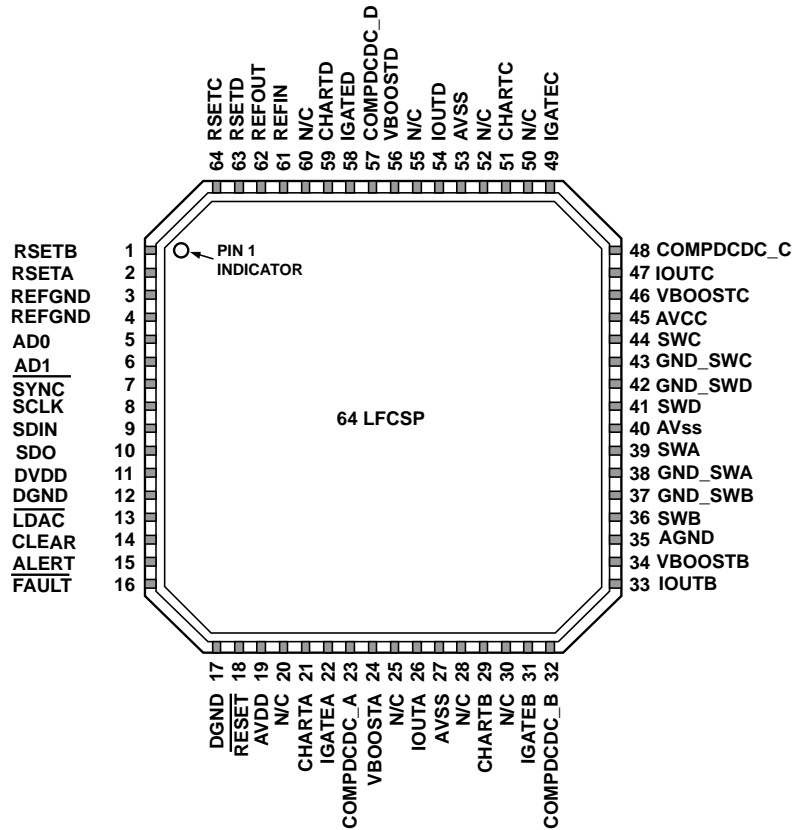 64 RSETC
63 RSETD
62 REFOUT
61 REFIN
60 N/C
59 CHARTD
58 IGATED
57 COMPDCDC_D
56 VBOOSTD
55 N/C
54 IOUTD
53 AVSS
52 N/C
51 CHARTC
50 N/C
49 IGATEC
RSETB 1
RSETA 2
REFGND 3
REFGND 4
AD0 5
AD1 6
SYNC 7
SCLK 8
SDIN 9
SDO 10
DVDD 11
DGND 12
LDAC 13
CLEAR 14
ALERT 15
FAULT 16
PIN 1
INDICATOR
64 LFCSP
48 COMPDCDC_C
47 IOUTC
46 VBOOSTC
45 AVCC
44 SWC
43 GND_SWC
42 GND_SWD
41 SWD
40 AVss
39 SWA
38 GND_SWA
37 GND_SWB
36 SWB
35 AGND
34 VBOOSTB
33 IOUTB
DGND 17
RESET 18
AVDD 19
N/C 20
CHARTA 21
IGATEA 22
COMPDCDC_A 23
VBOOSTA 24
N/C 25
IOUTA 26
AVSS 27
N/C 28
CHARTB 29
N/C 30
IGATEB 31
COMPDCDC_B 32